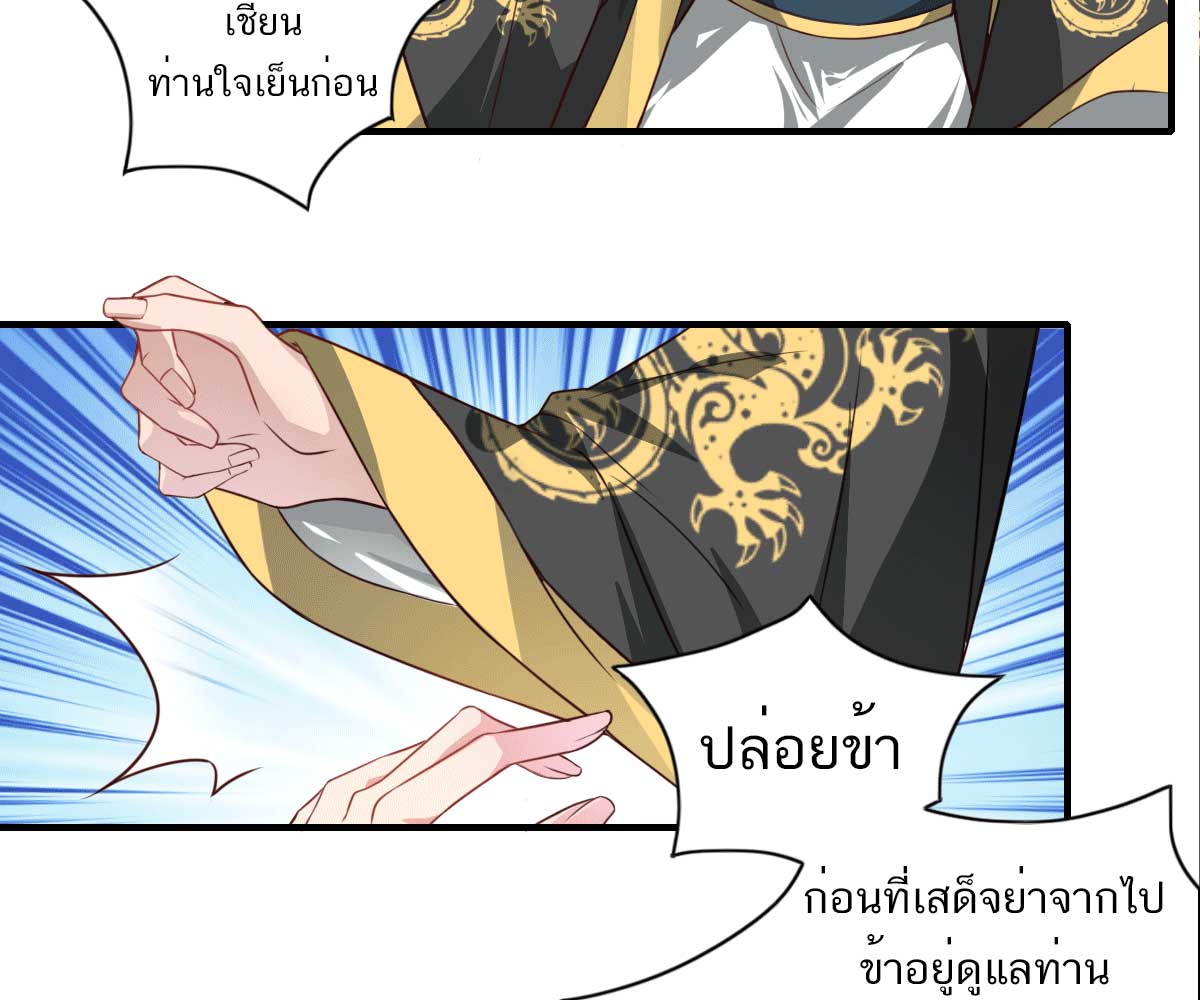 เชียน
ท่านใจเย็นก่อน
ปล่อยข้า
ก่อนที่เสด็จย่าจากไป
ข้าอยู่ดูแลท่าน